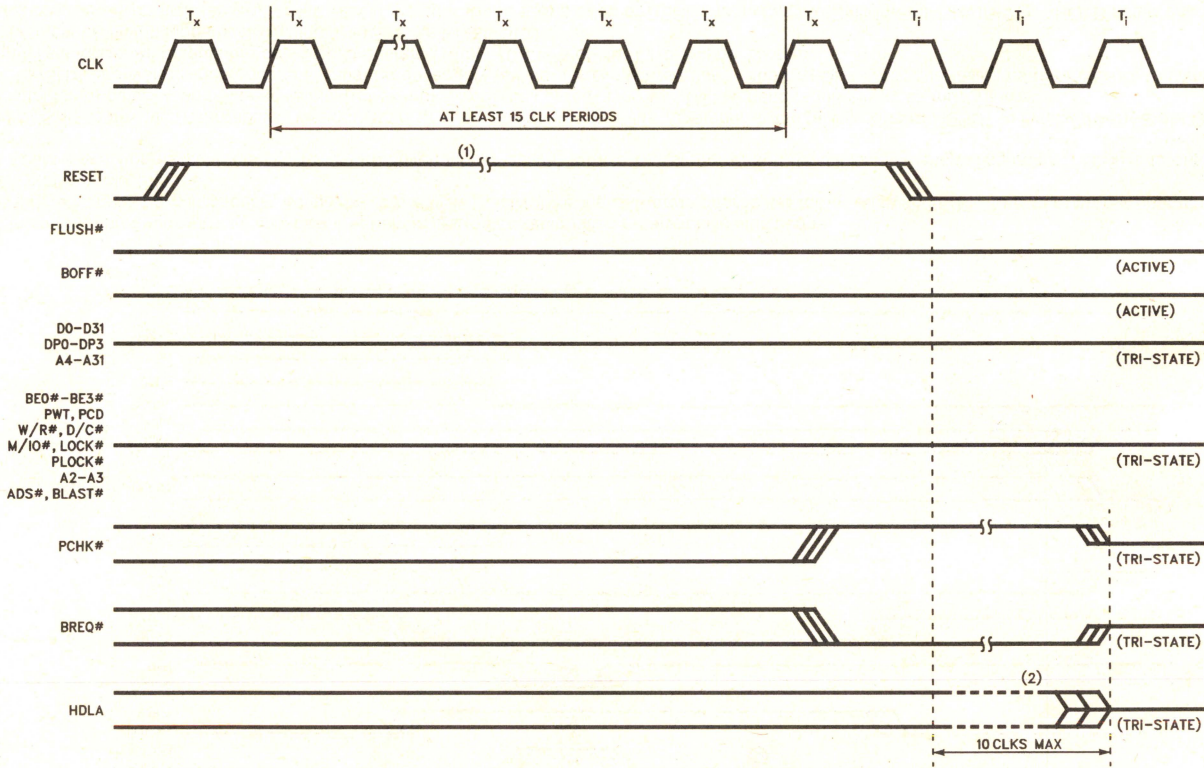 Tx Tx Tx Tx Tx Tx Tx Ti Ti Ti
CLK
AT LEAST 15 CLK PERIODS
(1)
RESET
FLUSH#
(ACTIVE)
BOFF#
(ACTIVE)
D0-D31
DP0-DP3
A4-A31
(TRI-STATE)
BE0#-BE3#
PWT, PCD
W/R#, D/C#
M/IO#, LOCK#
PLOCK#
A2-A3
ADS#, BLAST#
(TRI-STATE)
PCHK#
(TRI-STATE)
BREQ#
(TRI-STATE)
(2)
HDLA
(TRI-STATE)
10 CLKS MAX